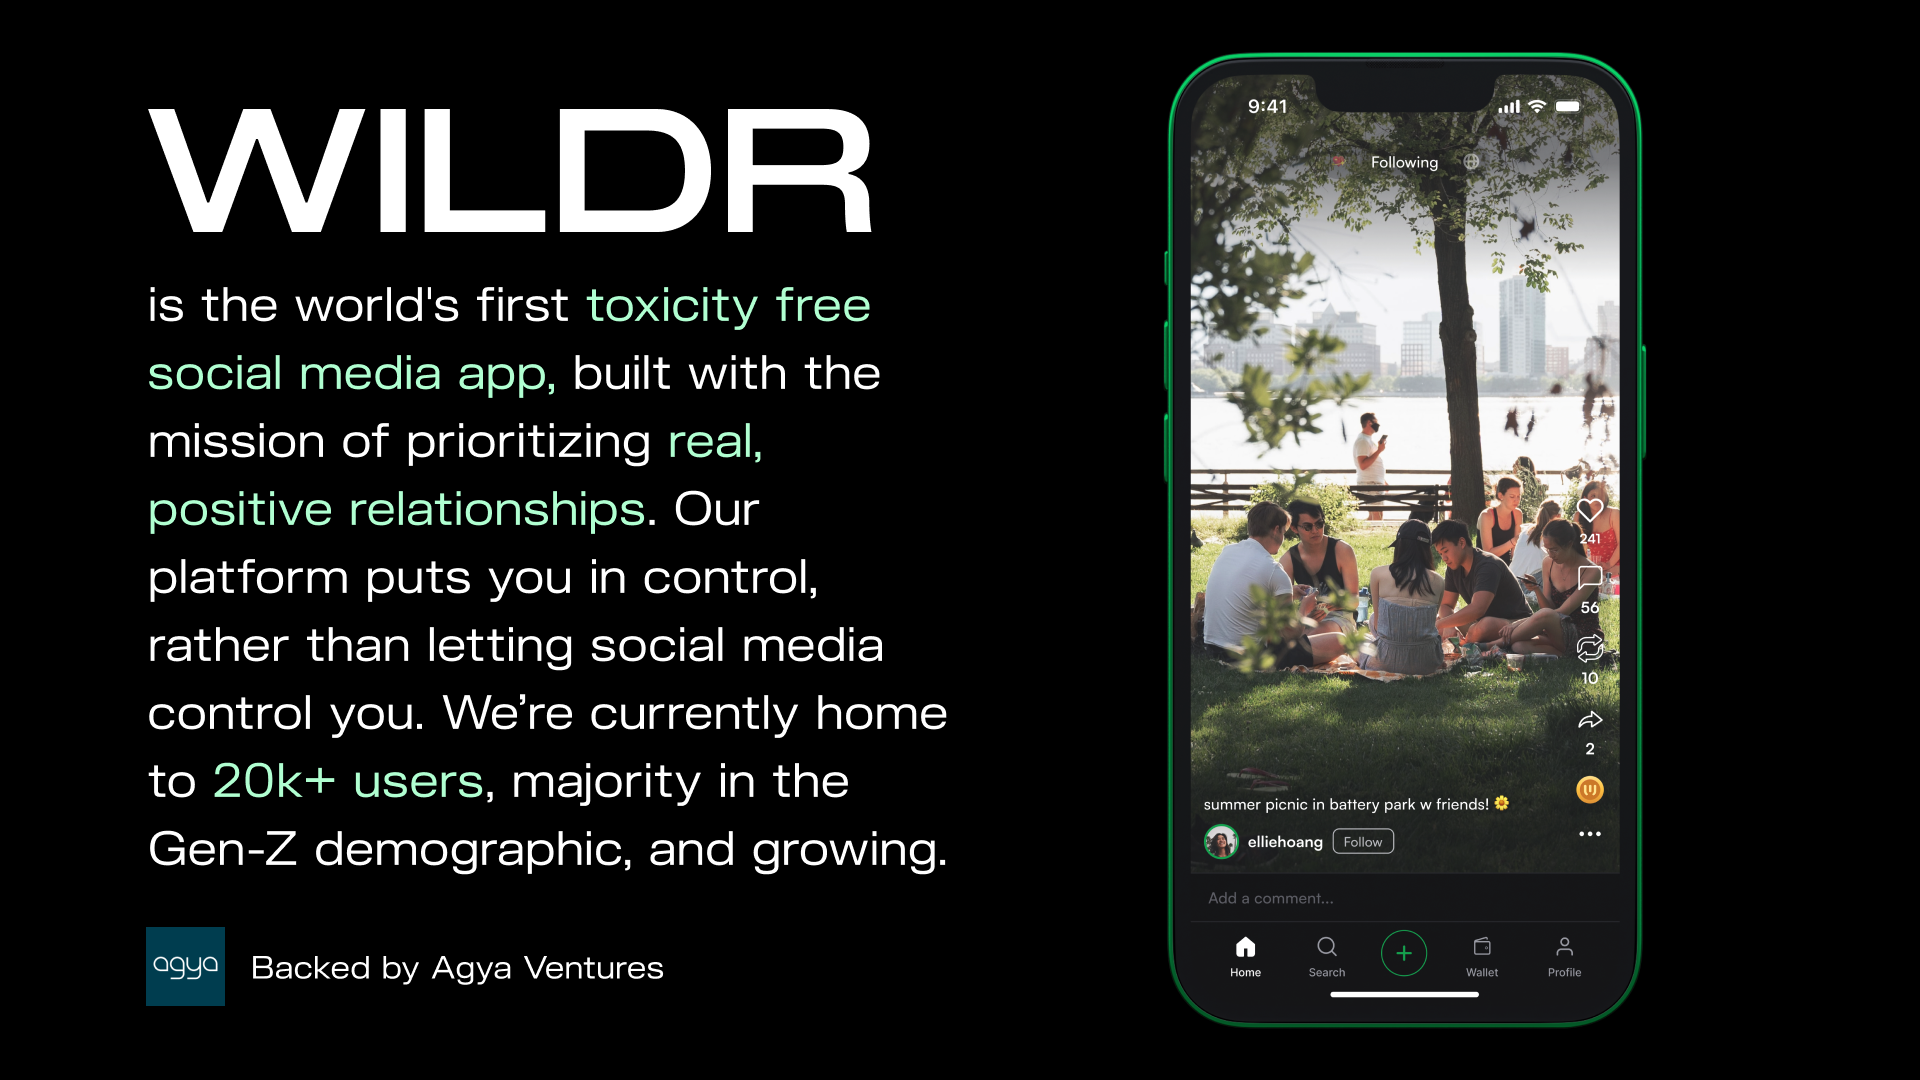 WILDR
is the world's first toxicity free
social media app, built with the
mission of prioritizing real,
positive relationships. Our
platform puts you in control,
rather than letting social media
control you. We’re currently home
to 20k+ users, majority in the
Gen-Z demographic, and growing.
agya
Backed by Agya Ventures
9:41
Following
241
56
10
2
summer picnic in battery park w friends! 🌼
elliehoang
Follow
Add a comment...
Home
Search
Wallet
Profile